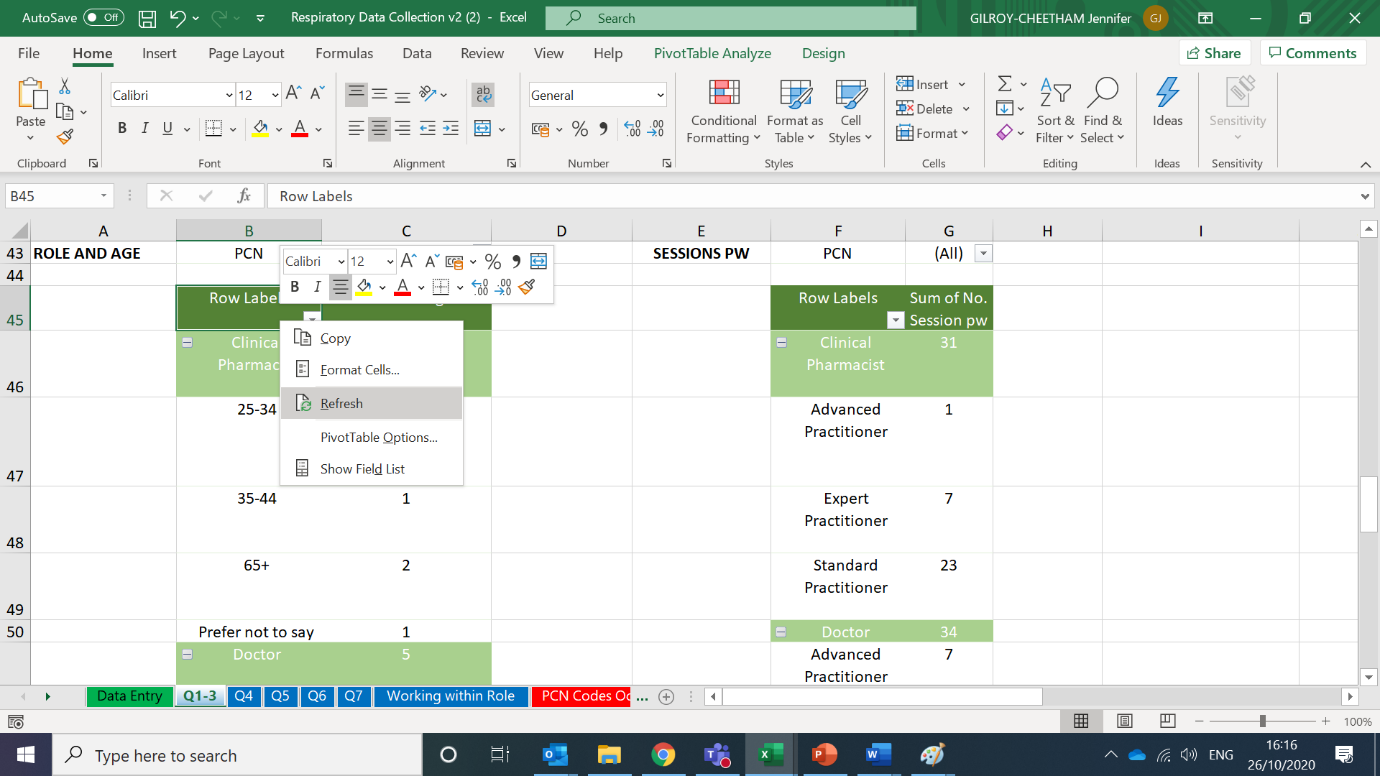 AutoSave Off Respiratory Data Collection v2 (2) - Excel Search GILROY-CHEETHAM Jennifer GJ
File Home Insert Page Layout Formulas Data Review View Help PivotTable Analyze Design Share Comments
Calibri 12 General Insert
Paste B I U Conditional Format as Cell Delete Sort & Find & Ideas Sensitivity
Formatting Table Styles Format Filter Select
Clipboard Font Alignment Number Styles Cells Editing Ideas Sensitivity
B45 fx Row Labels
A B C D E F G H I
43 ROLE AND AGE PCN SESSIONS PW PCN (All)
Calibri 12
B I
44
45 Row Labe Row Labels Sum of No.
Session pw
Copy
Format Cells...
Refresh
PivotTable Options...
Show Field List
46 Clinica Clinical 31
Pharmac Pharmacist
47 25-34 Advanced 1
Practitioner
48 35-44 1 Expert 7
Practitioner
49 65+ 2 Standard 23
Practitioner
50 Prefer not to say 1 Doctor 34
Doctor 5 Advanced 7
Practitioner
Data Entry Q1-3 Q4 Q5 Q6 Q7 Working within Role PCN Codes Oc ...
100%
Type here to search ENG 16:16
26/10/2020